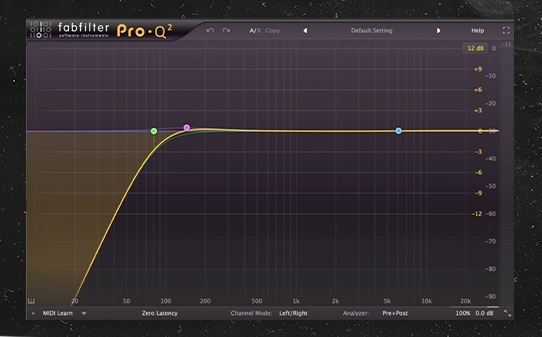 fabfilter Pro·Q²
software instruments
A/B Copy Default Setting Help
12 dB 0 -11
+9 -10
+6 -20
+3
0 -30
-3 -40
-6 -50
-9 -60
-12
-70
-80
20 50 100 200 500 1k 2k 5k 10k 20k -90
MIDI Learn Zero Latency Channel Mode: Left/Right Analyzer: Pre+Post 100% 0.0 dB